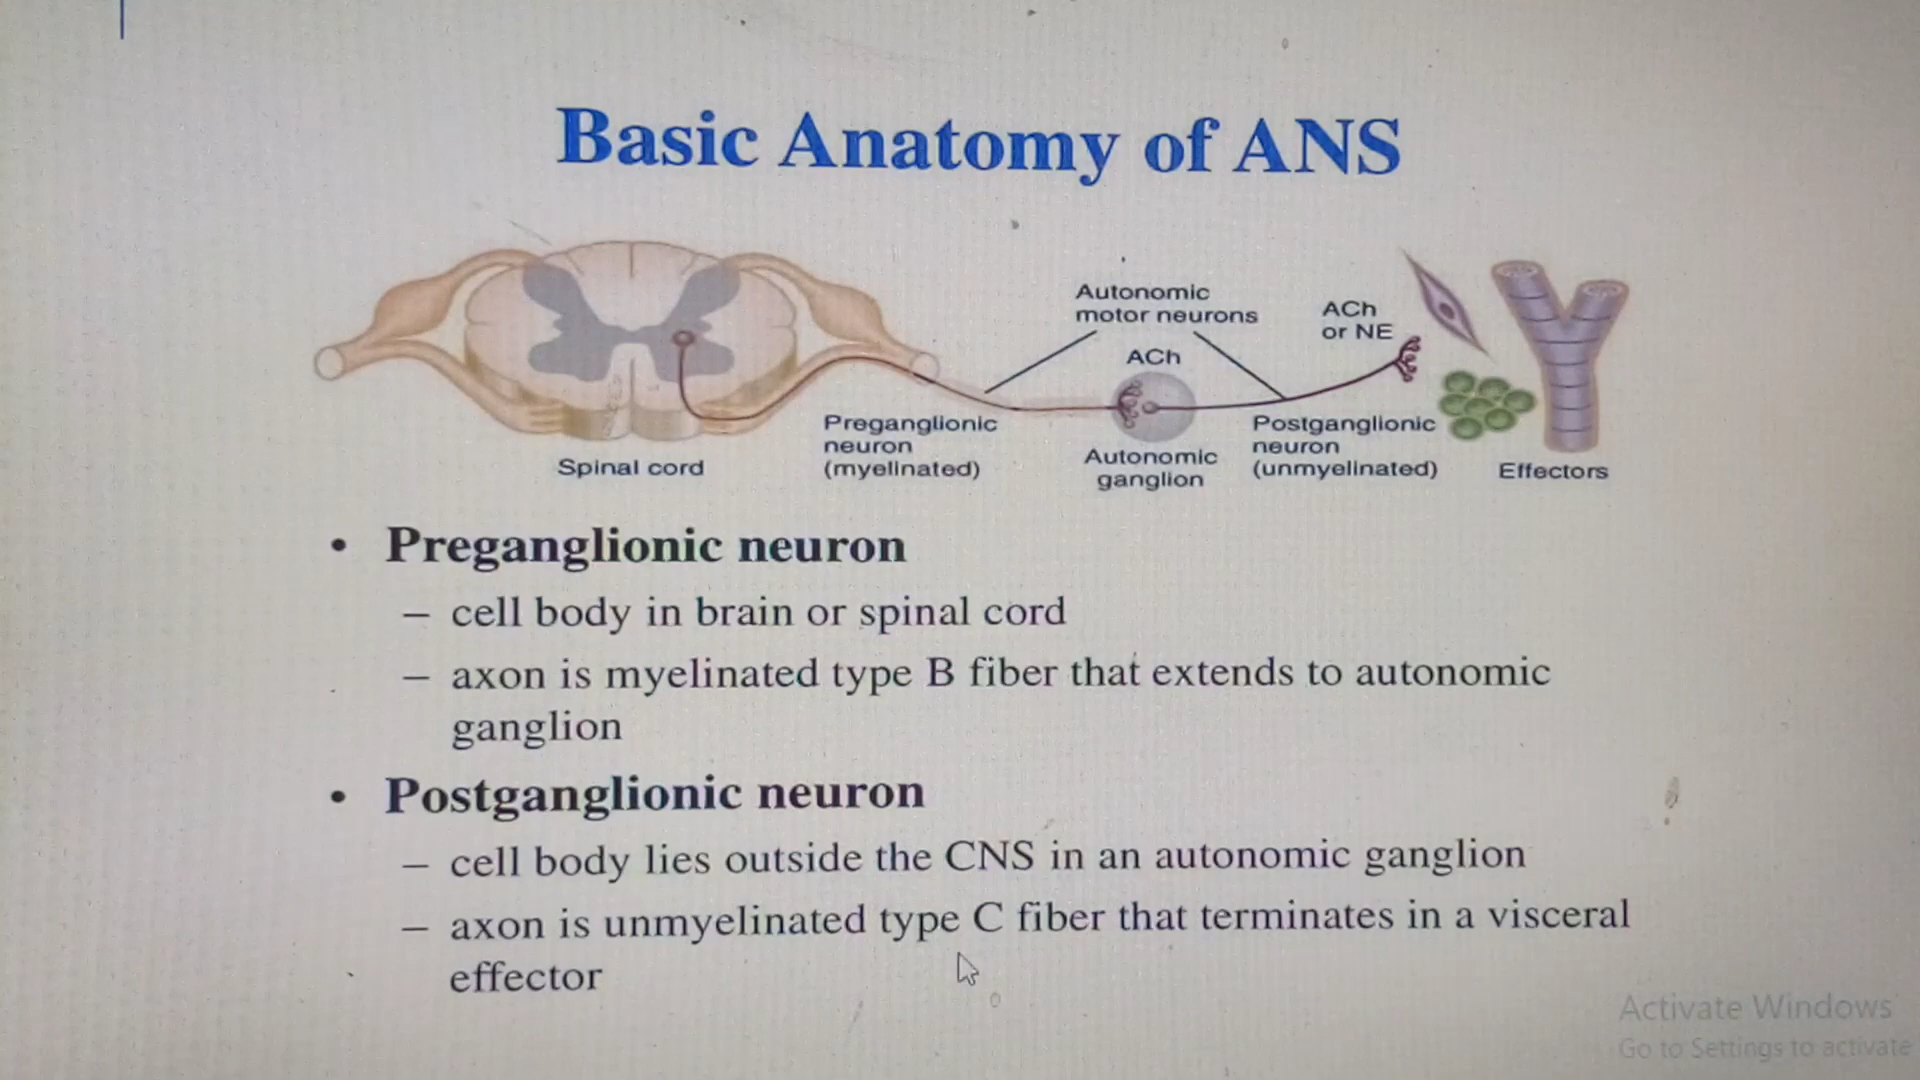 Basic Anatomy of ANS
Autonomic
motor neurons
ACh
or NE
ACh
Preganglionic
neuron
(myelinated)
Postganglionic
neuron
(unmyelinated)
Autonomic
ganglion
Spinal cord
Effectors
• Preganglionic neuron
– cell body in brain or spinal cord
– axon is myelinated type B fiber that extends to autonomic
ganglion
• Postganglionic neuron
– cell body lies outside the CNS in an autonomic ganglion
– axon is unmyelinated type C fiber that terminates in a visceral
effector
Activate Windows
Go to Settings to activate